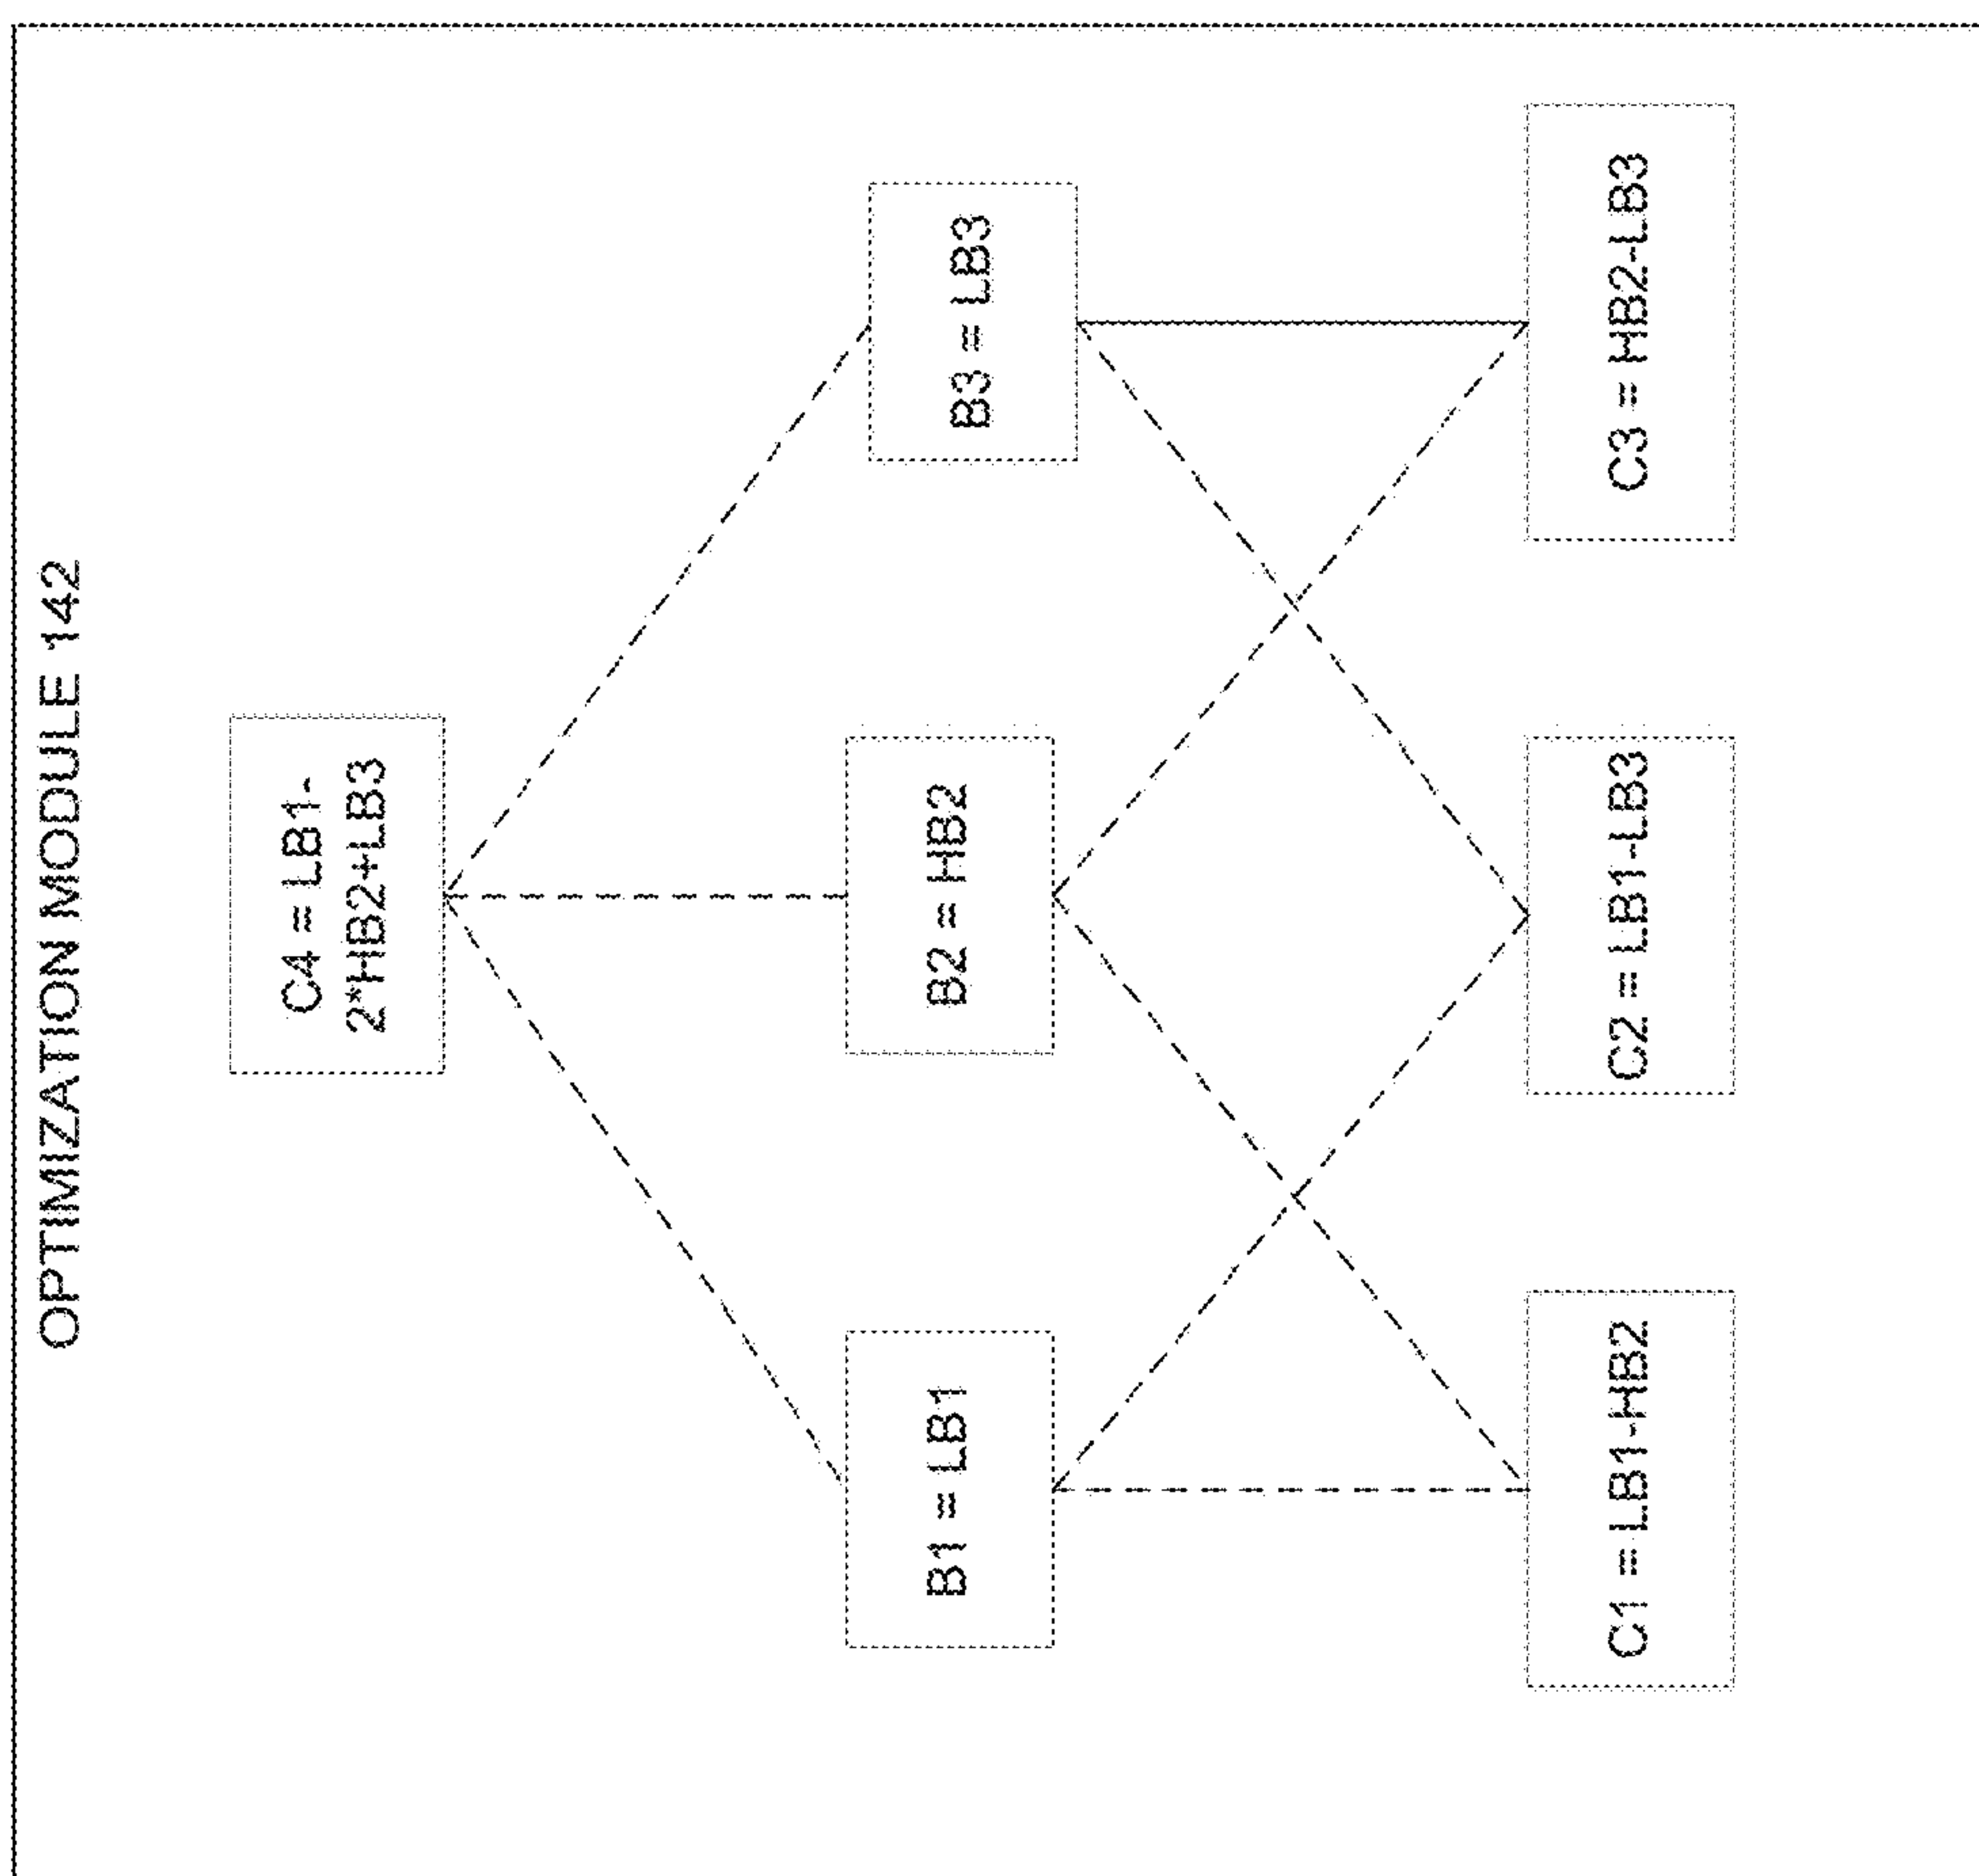 OPTIMIZATION MODULE 142
C4 = LB1-
2*HB2+LB3
B1 = LB1
B2 = HB2
B3 = LB3
C1 = LB1-HB2
C2 = LB1-LB3
C3 = HB2-LB3